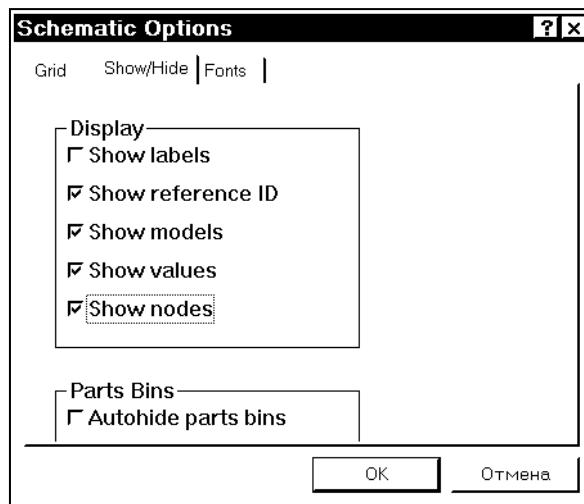 Schematic Options ? ×
Grid Show/Hide Fonts
Display
Show labels
Show reference ID
Show models
Show values
Show nodes
Parts Bins
Autohide parts bins
OK Отмена